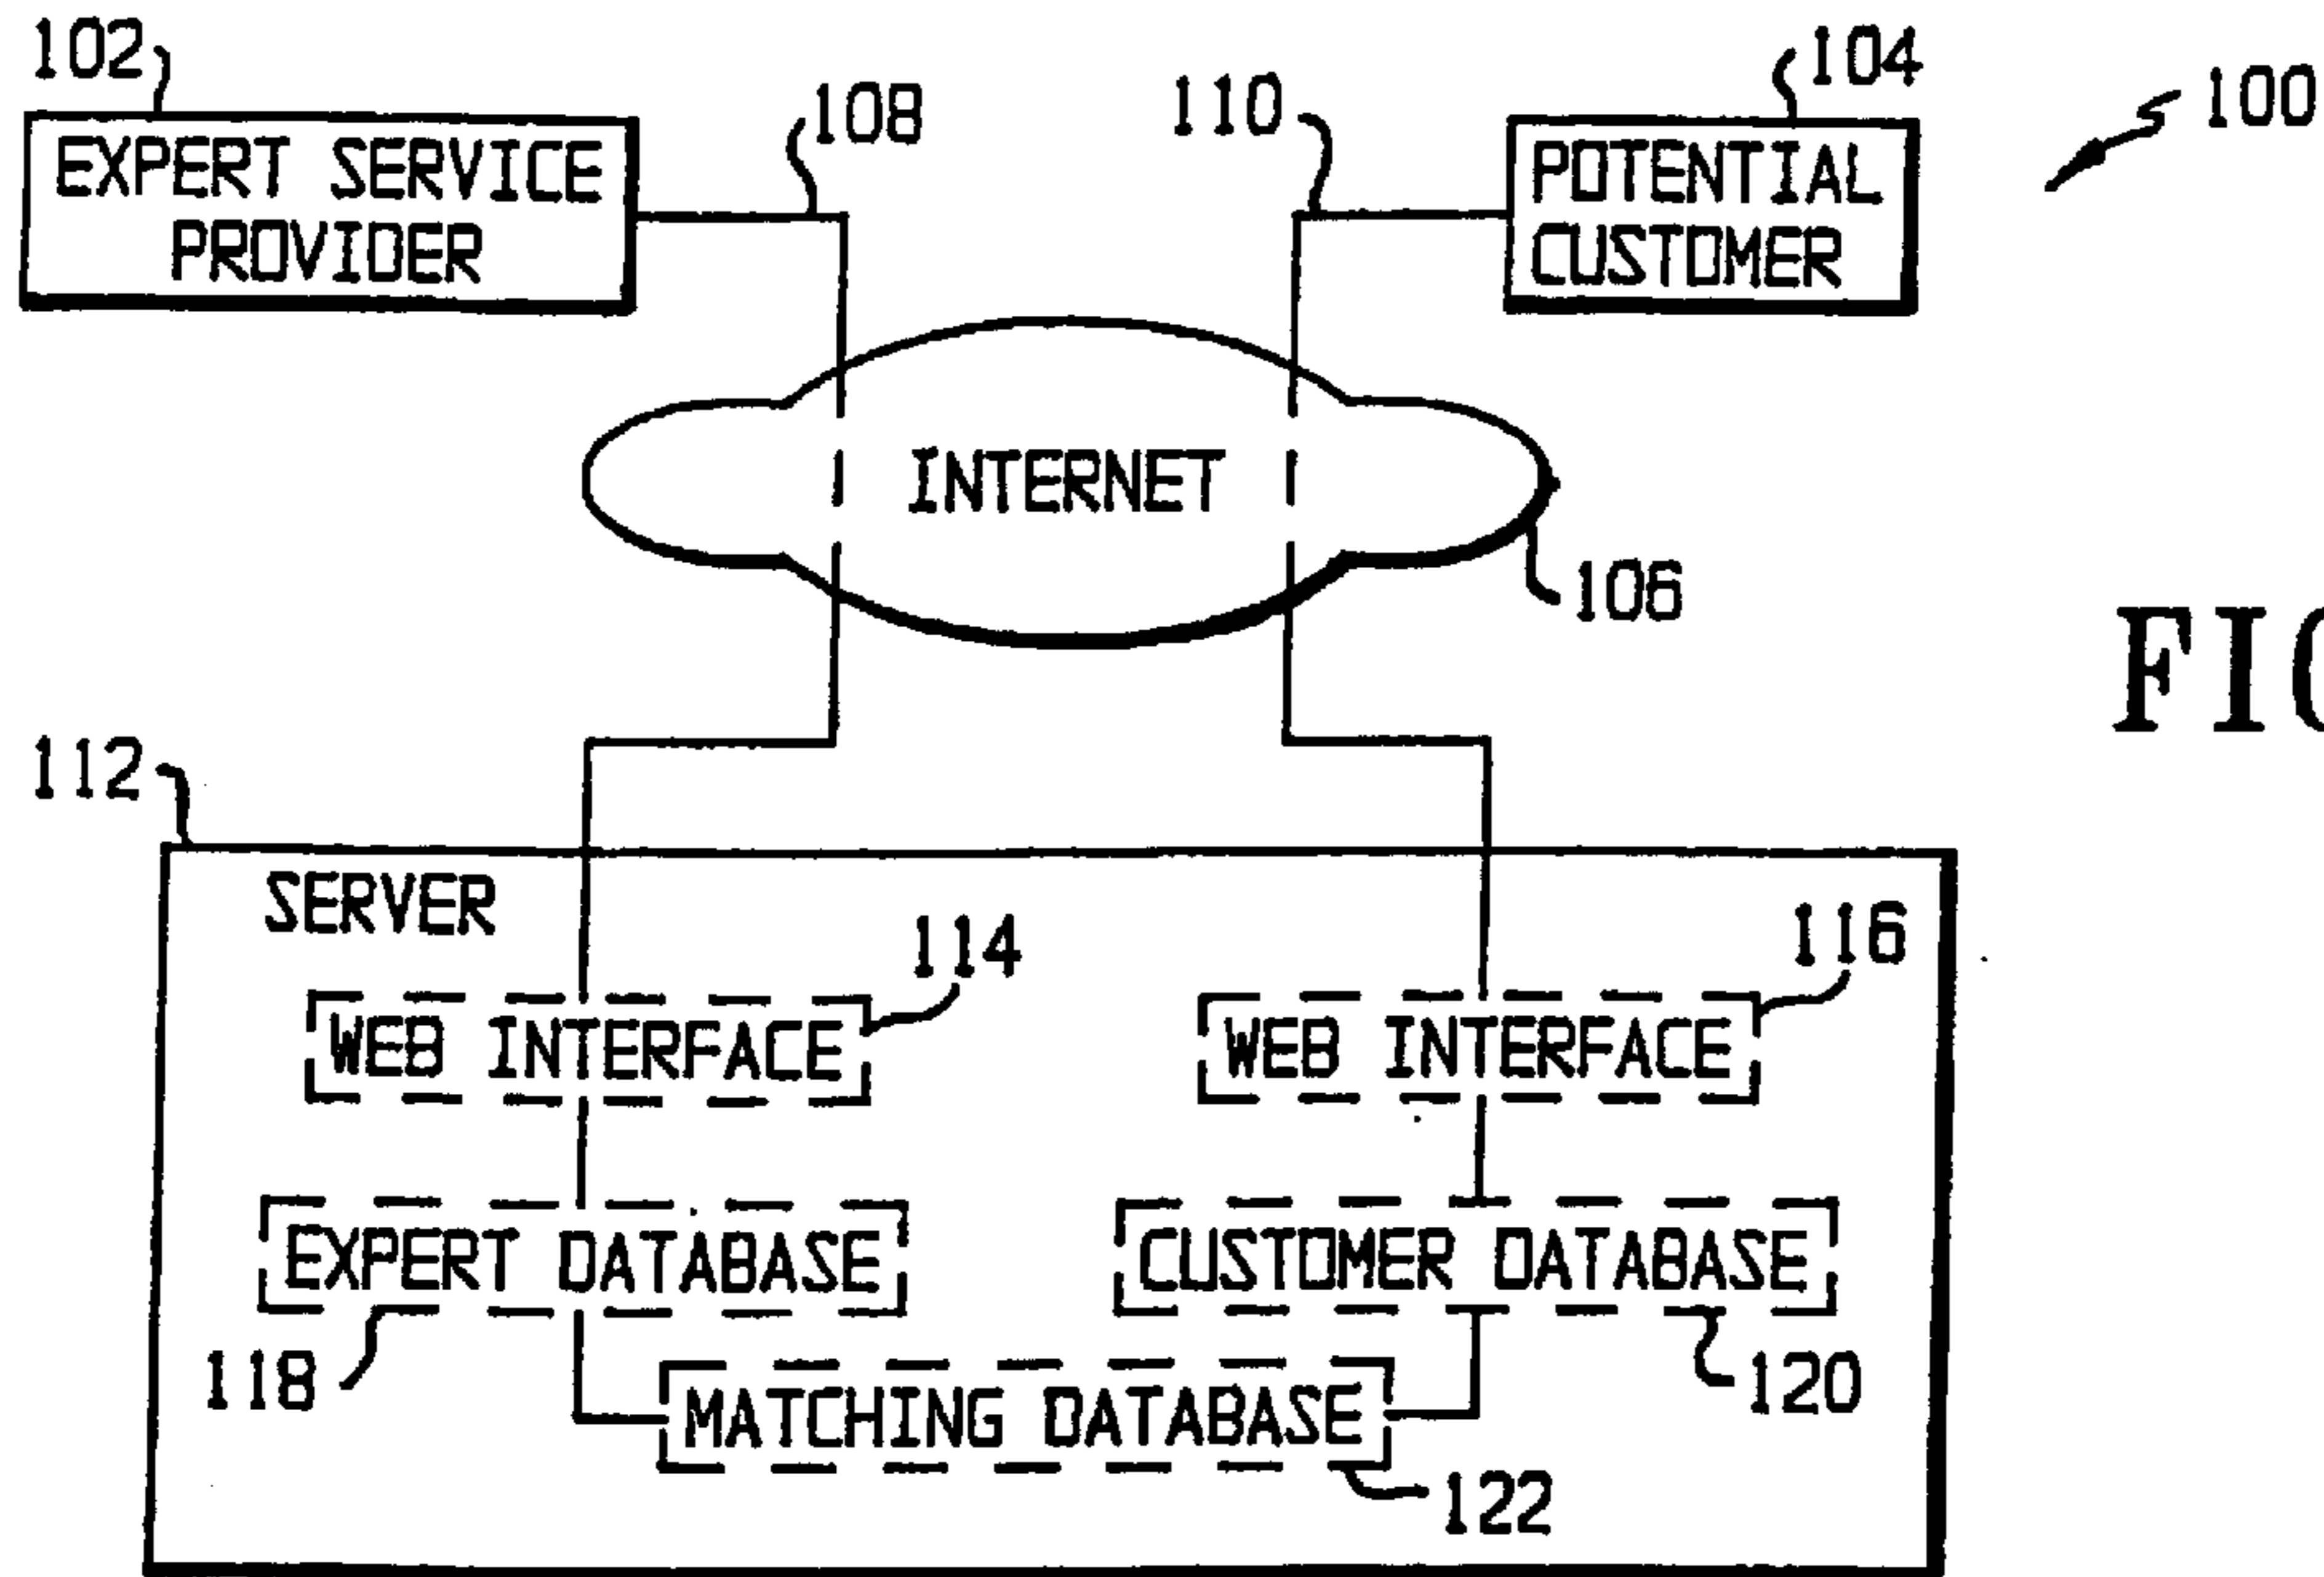 102
108
110
104
100
EXPERT SERVICE
PROVIDER
POTENTIAL
CUSTOMER
INTERNET
106
112
SERVER
114
116
WEB INTERFACE
WEB INTERFACE
EXPERT DATABASE
CUSTOMER DATABASE
118
120
MATCHING DATABASE
122